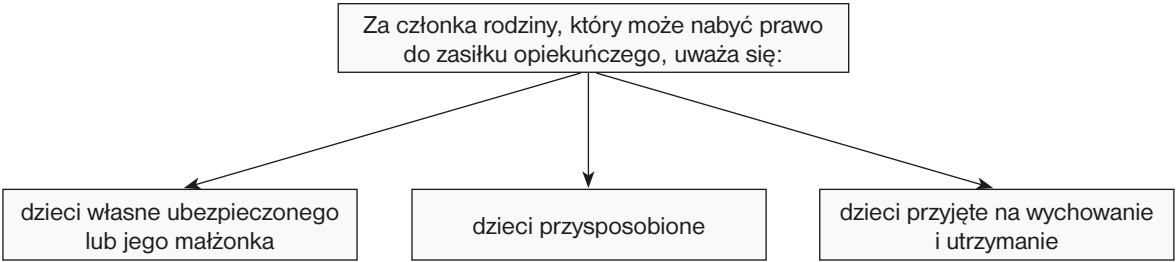 Za członka rodziny, który może nabyć prawo
do zasiłku opiekuńczego, uważa się:
dzieci własne ubezpieczonego
lub jego małżonka
dzieci przysposobione
dzieci przyjęte na wychowanie
i utrzymanie